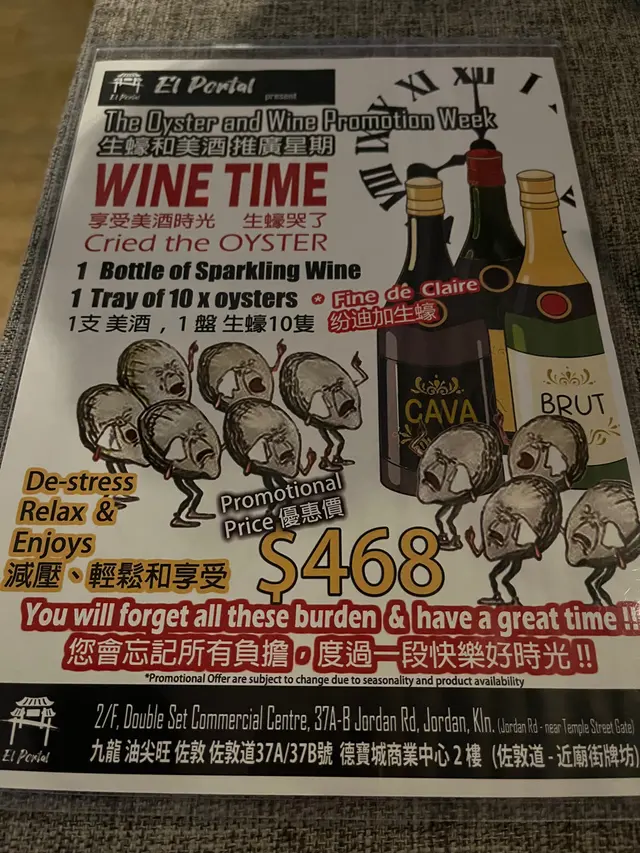 El Portal
El Portal
present
The Oyster and Wine Promotion Week
生蠔和美酒推廣星期
WINE TIME
享受美酒時光 生蠔哭了
Cried the OYSTER
1 Bottle of Sparkling Wine
1 Tray of 10 x oysters * Fine de Claire
1支美酒,1盤生蠔10隻 纷迪加生蠔
VIII IX XI XII I
CAVA
BRUT
De-stress
Relax &
Enjoys
減壓、輕鬆和享受
Promotional
Price 優惠價
$468
You will forget all these burden & have a great time !!
您會忘記所有負擔。度過一段快樂好時光 !!
*Promotional Offer are subject to change due to seasonality and product availability
El Portal
2/F, Double Set Commercial Centre, 37A-B Jordan Rd, Jordan, Kln. (Jordan Rd - near Temple Street Gate)
九龍 油尖旺 佐敦 佐敦道37A/37B號 德寶城商業中心 2 樓 (佐敦道 - 近廟街牌坊)